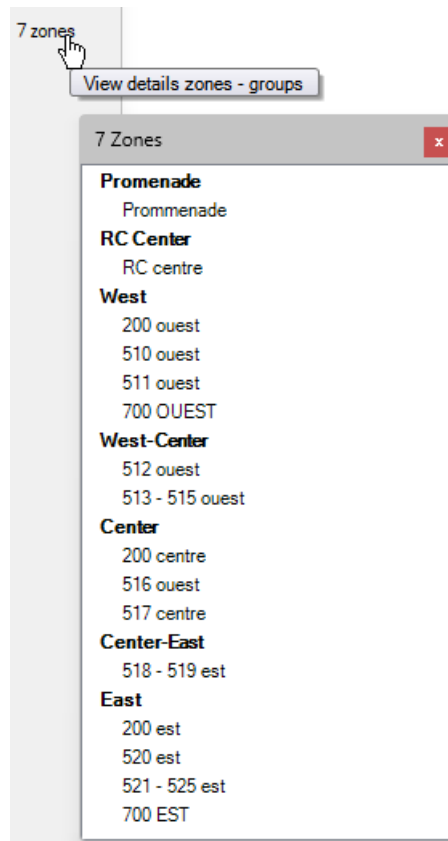 7 zones
View details zones - groups
7 Zones
x
Promenade
Prommenade
RC Center
RC centre
West
200 ouest
510 ouest
511 ouest
700 OUEST
West-Center
512 ouest
513 - 515 ouest
Center
200 centre
516 ouest
517 centre
Center-East
518 - 519 est
East
200 est
520 est
521 - 525 est
700 EST